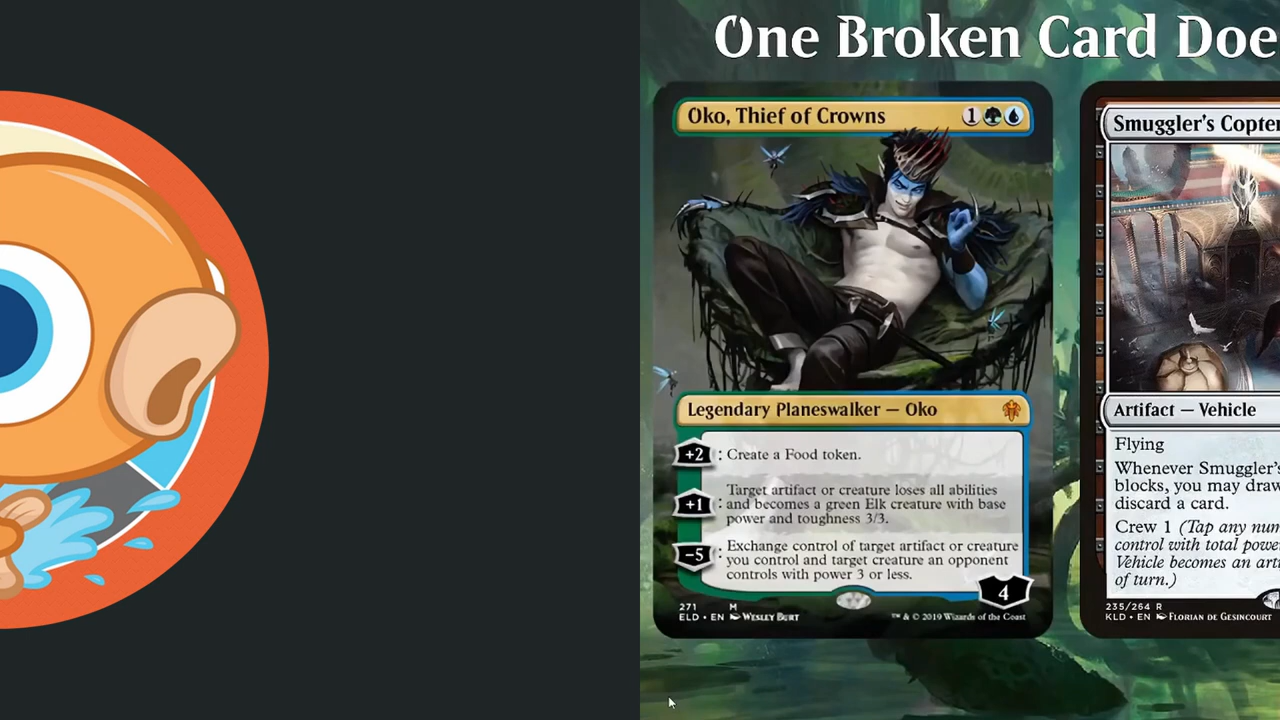 One Broken Card Doe
Oko, Thief of Crowns
1
Legendary Planeswalker — Oko
+2 : Create a Food token.
+1 : Target artifact or creature loses all abilities
and becomes a green Elk creature with base
power and toughness 3/3.
−5 : Exchange control of target artifact or creature
you control and target creature an opponent
controls with power 3 or less.
4
271 M
ELD • EN WESLEY BURT
™ & © 2019 Wizards of the Coast
Smuggler's Copter
Artifact — Vehicle
Flying
Whenever Smuggler's
blocks, you may draw
discard a card.
Crew 1 (Tap any num
control with total power
Vehicle becomes an arti
of turn.)
235/264 R
KLD • EN FLORIAN DE GESINCOURT